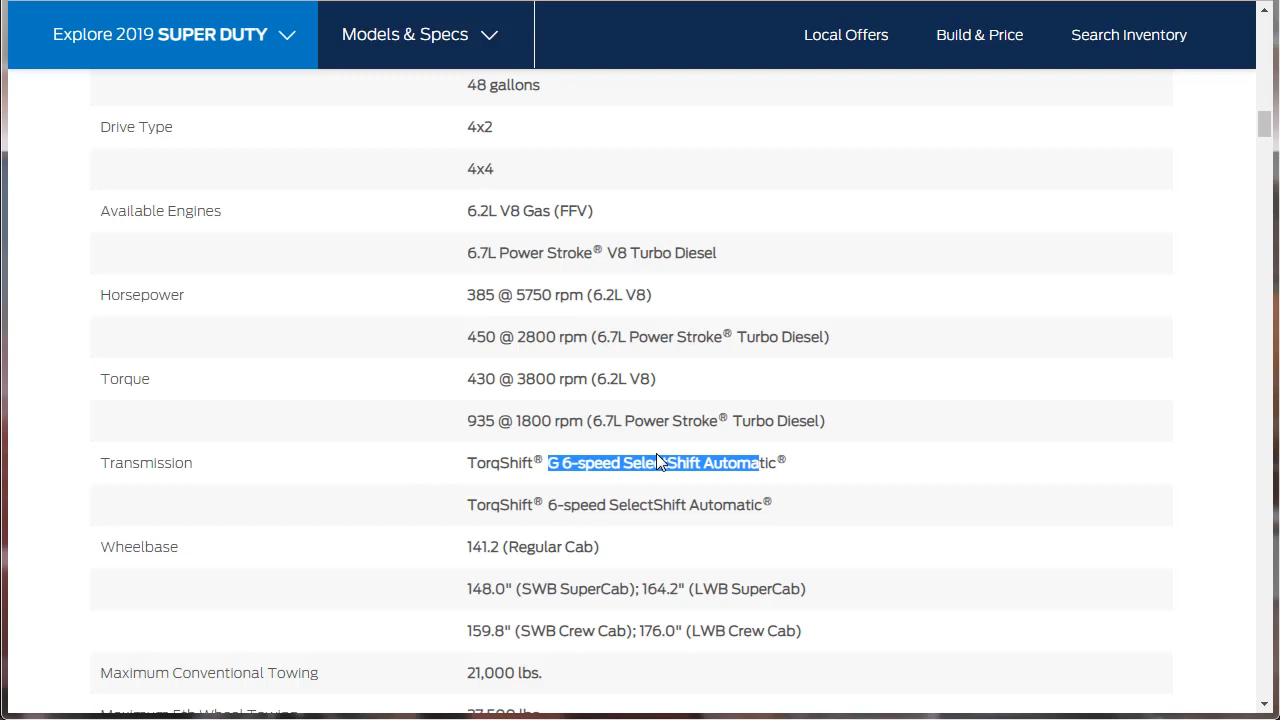 Explore 2019 SUPER DUTY
Models & Specs
Local Offers
Build & Price
Search Inventory
48 gallons
Drive Type
4x2
4x4
Available Engines
6.2L V8 Gas (FFV)
6.7L Power Stroke® V8 Turbo Diesel
Horsepower
385 @ 5750 rpm (6.2L V8)
450 @ 2800 rpm (6.7L Power Stroke® Turbo Diesel)
Torque
430 @ 3800 rpm (6.2L V8)
935 @ 1800 rpm (6.7L Power Stroke® Turbo Diesel)
Transmission
TorqShift® G 6-speed SelectShift Automatic®
TorqShift® 6-speed SelectShift Automatic®
Wheelbase
141.2 (Regular Cab)
148.0" (SWB SuperCab); 164.2" (LWB SuperCab)
159.8" (SWB Crew Cab); 176.0" (LWB Crew Cab)
Maximum Conventional Towing
21,000 lbs.
Maximum 5th Wheel Towing